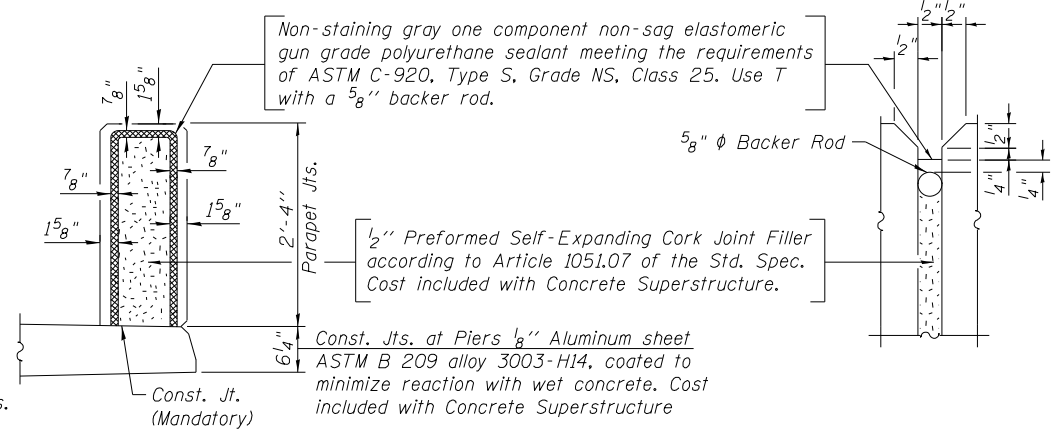 Non-staining gray one component non-sag elastomeric
gun grade polyurethane sealant meeting the requirements
of ASTM C-920, Type S, Grade NS, Class 25. Use T
with a 5/8" backer rod.
7/8"
1 5/8"
7/8"
7/8"
1 5/8"
1 5/8"
2'-4"
Parapet Jts.
6 1/4"
1/2" Preformed Self-Expanding Cork Joint Filler
according to Article 1051.07 of the Std. Spec.
Cost included with Concrete Superstructure.
Const. Jts. at Piers 1/8" Aluminum sheet
ASTM B 209 alloy 3003-H14, coated to
minimize reaction with wet concrete. Cost
included with Concrete Superstructure
Const. Jt.
(Mandatory)
s.
1/2"
1/2"
1/2"
5/8" ϕ Backer Rod
1/2"
1/4"
1/4"